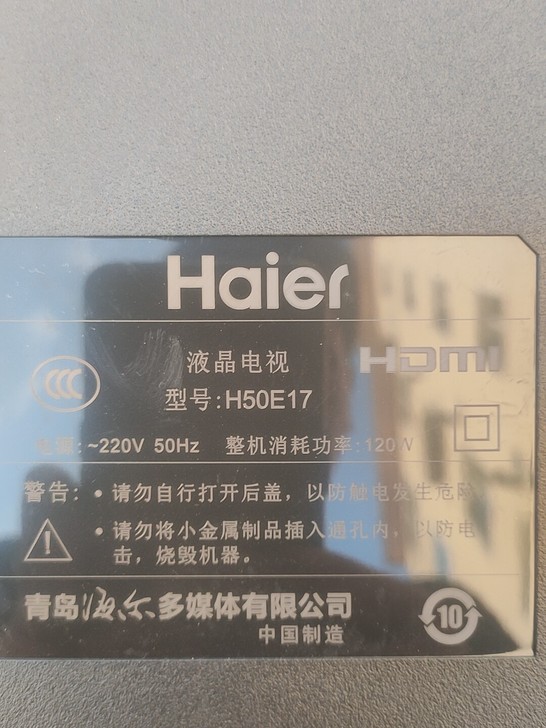 Haier
液晶电视
HDMI
CCC
型号:H50E17
电源:~220V 50Hz 整机消耗功率:120W
警告: • 请勿自行打开后盖，以防触电发生危险
• 请勿将小金属制品插入通孔内，以防电
击，烧毁机器。
青岛海尔多媒体有限公司
中国制造
10